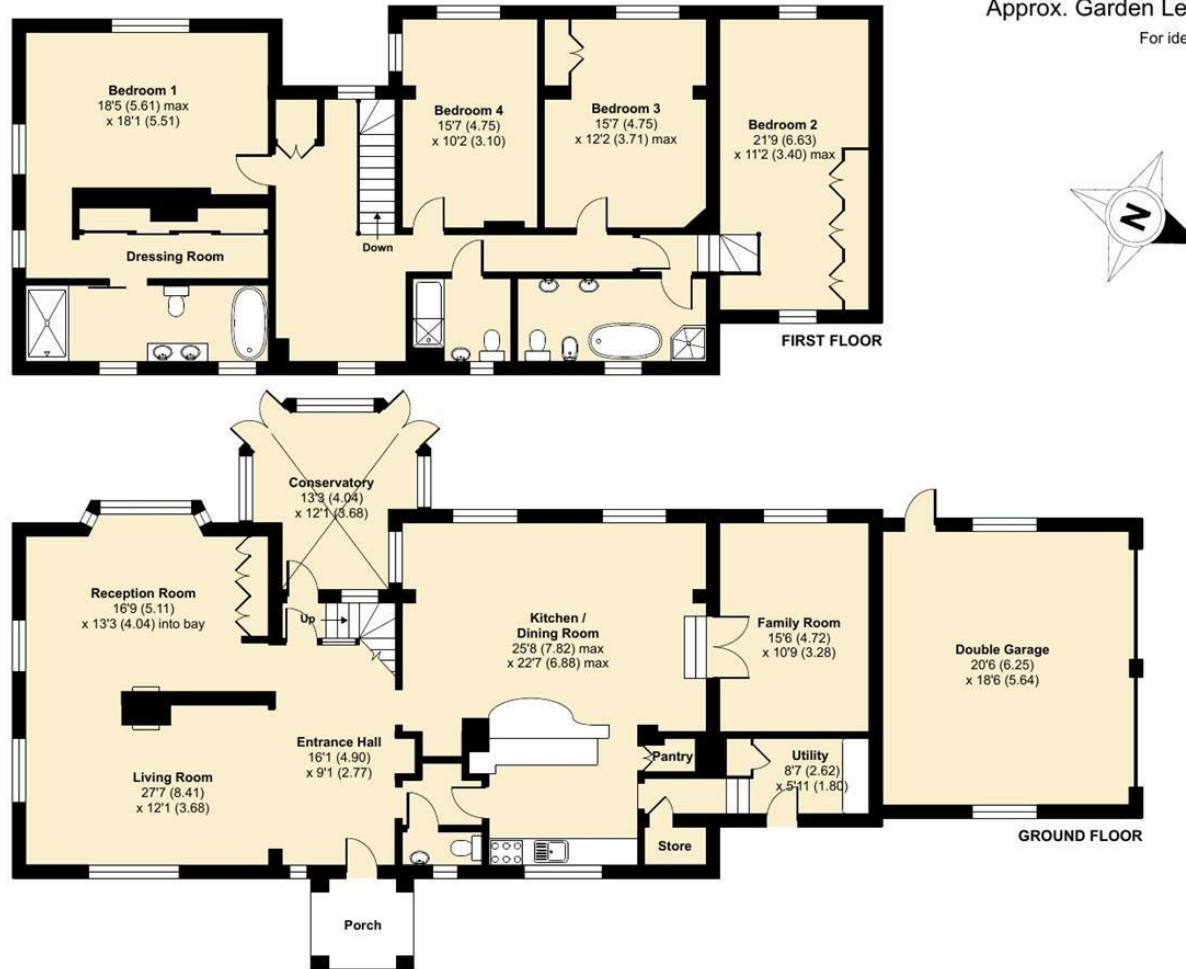 Approx. Garden Le
For ide
Bedroom 1
18'5 (5.61) max
x 18'1 (5.51)
Bedroom 4
15'7 (4.75)
x 10'2 (3.10)
Bedroom 3
15'7 (4.75)
x 12'2 (3.71) max
Bedroom 2
21'9 (6.63)
x 11'2 (3.40) max
N
Down
Dressing Room
FIRST FLOOR
Conservatory
13'3 (4.04)
x 12'1 (3.68)
Reception Room
16'9 (5.11)
x 13'3 (4.04) into bay
Up
Kitchen /
Dining Room
25'8 (7.82) max
x 22'7 (6.88) max
Family Room
15'6 (4.72)
x 10'9 (3.28)
Double Garage
20'6 (6.25)
x 18'6 (5.64)
Entrance Hall
16'1 (4.90)
x 9'1 (2.77)
Living Room
27'7 (8.41)
x 12'1 (3.68)
Pantry
Utility
8'7 (2.62)
x 5'11 (1.80)
Store
GROUND FLOOR
Porch